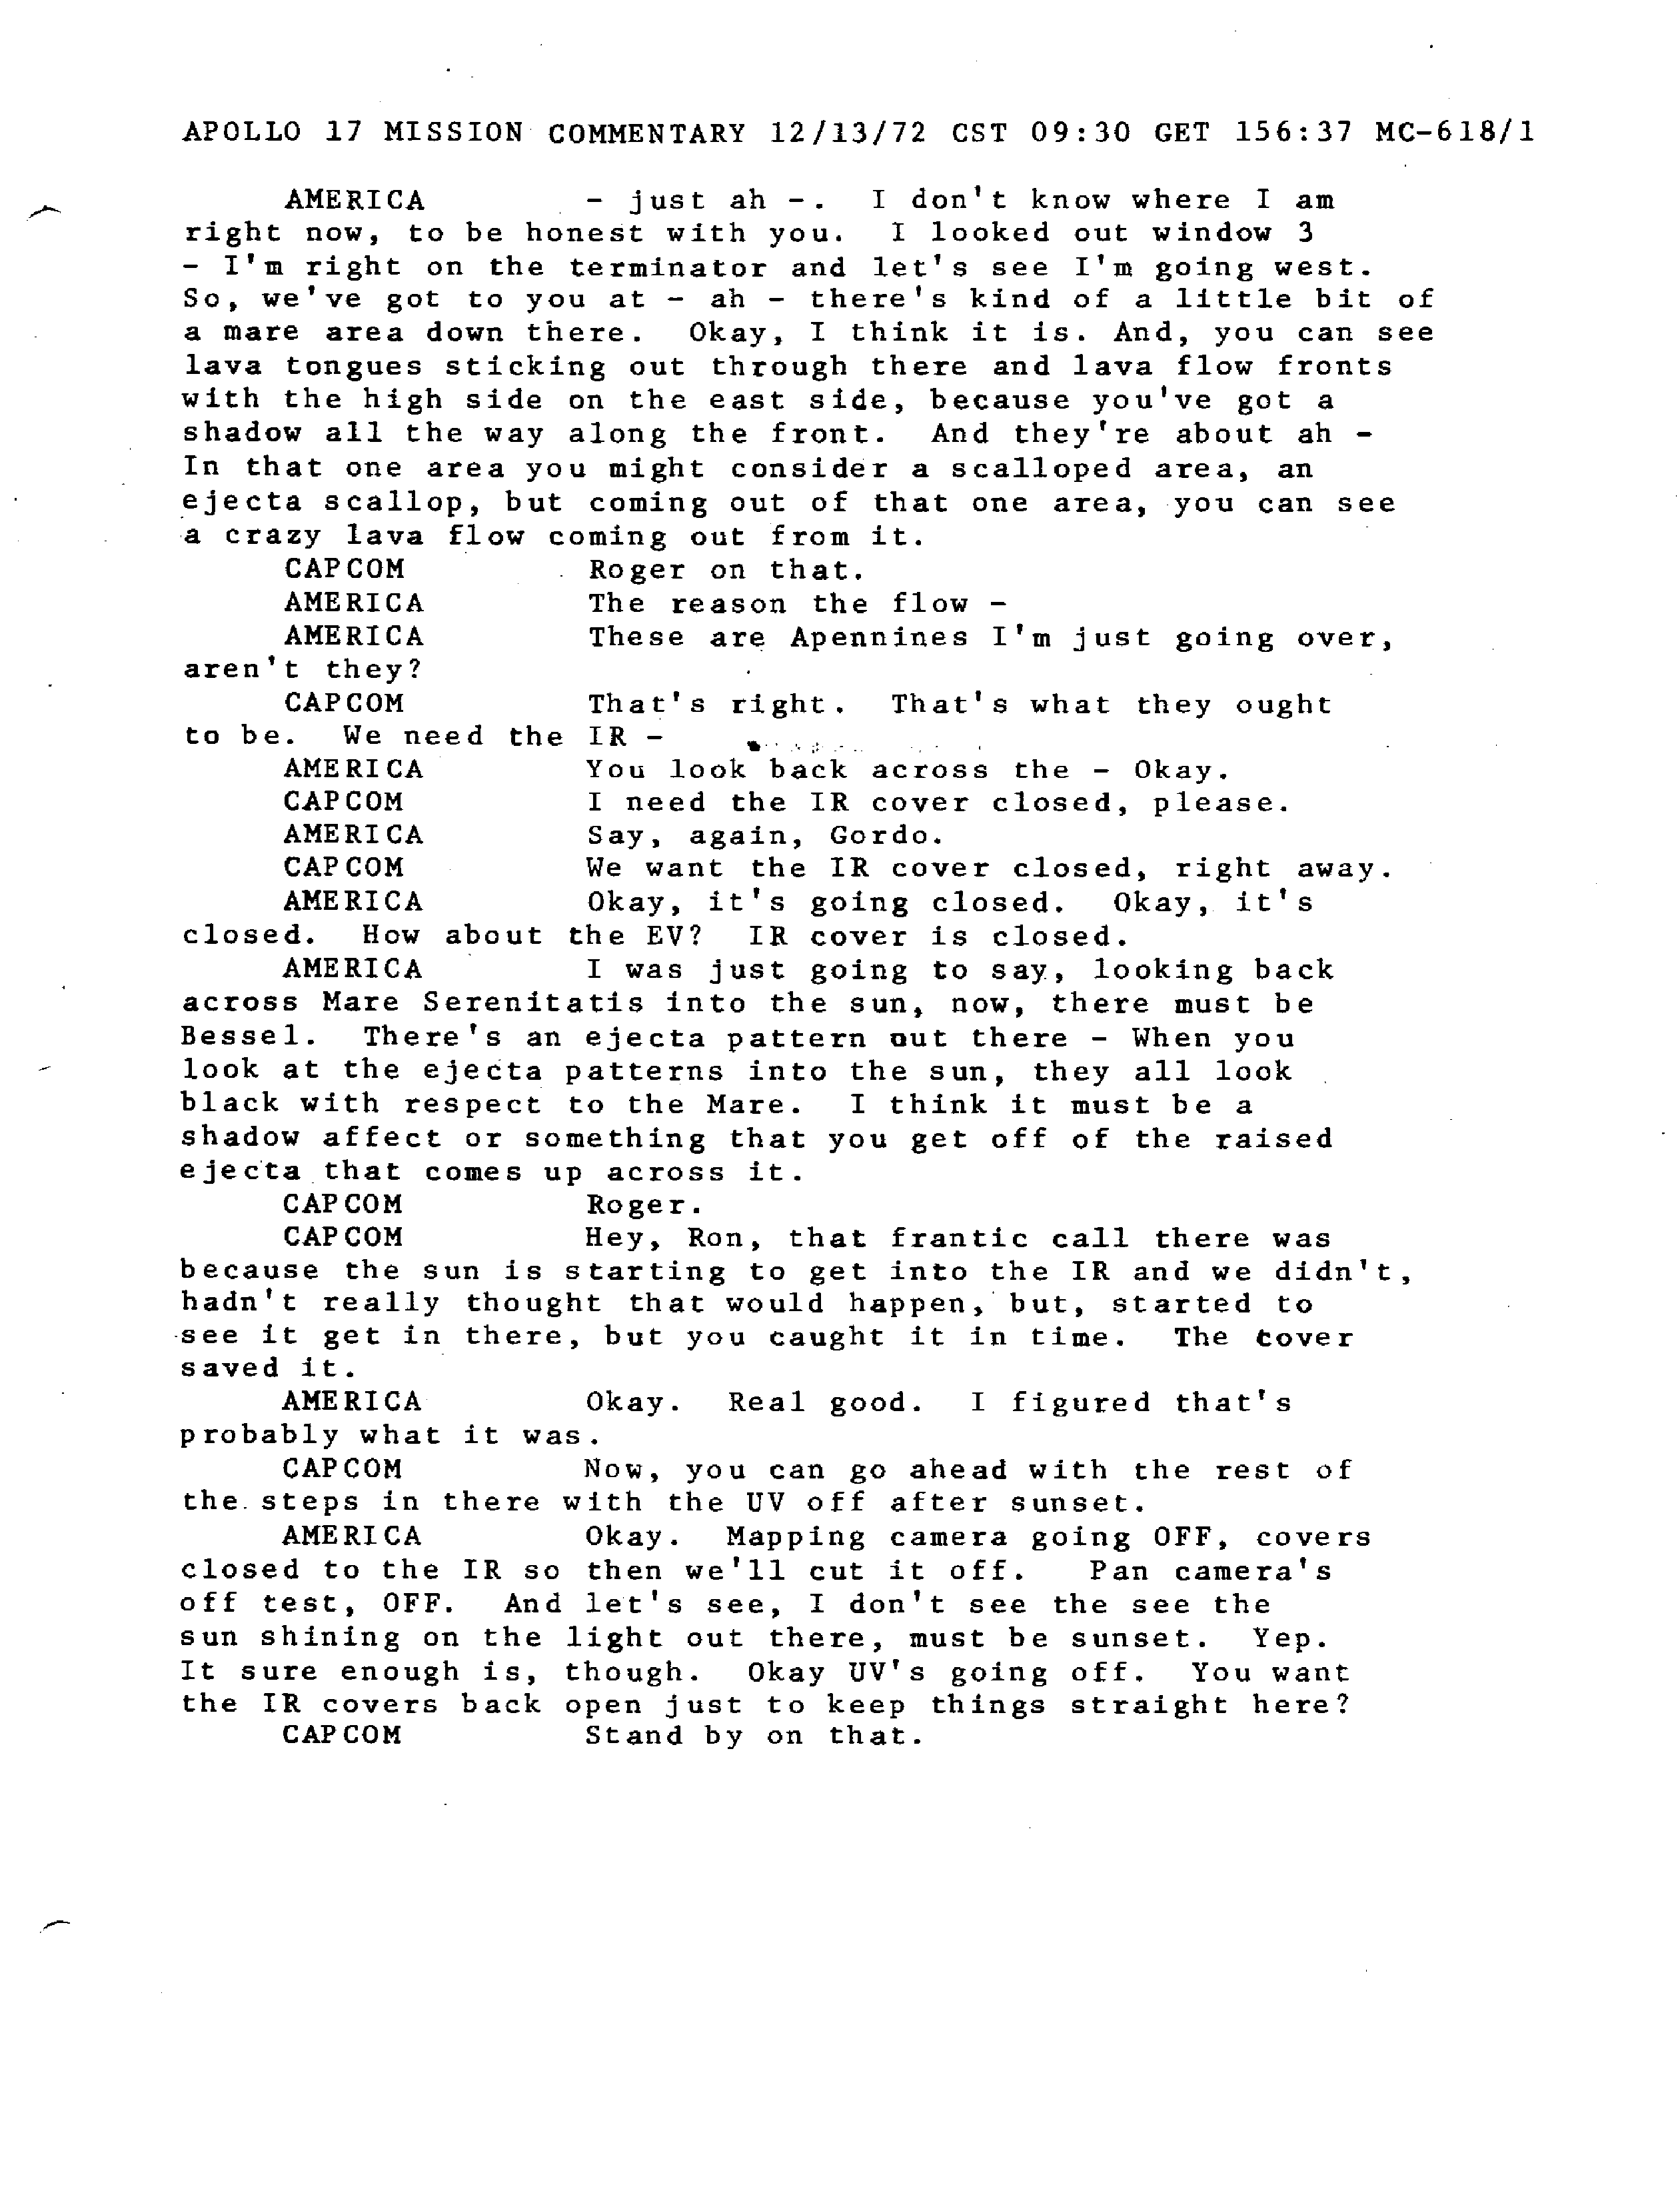 APOLLO 17 MISSION COMMENTARY 12/13/72 CST 09:30 GET 156:37 MC-618/1
AMERICA - just ah -. I don't know where I am
right now, to be honest with you. I looked out window 3
- I'm right on the terminator and let's see I'm going west.
So, we've got to you at - ah - there's kind of a little bit of
a mare area down there. Okay, I think it is. And, you can see
lava tongues sticking out through there and lava flow fronts
with the high side on the east side, because you've got a
shadow all the way along the front. And they're about ah -
In that one area you might consider a scalloped area, an
ejecta scallop, but coming out of that one area, you can see
a crazy lava flow coming out from it.
CAPCOM Roger on that.
AMERICA The reason the flow -
AMERICA These are Apennines I'm just going over,
aren't they?
CAPCOM That's right. That's what they ought
to be. We need the IR -
AMERICA You look back across the - Okay.
CAPCOM I need the IR cover closed, please.
AMERICA Say, again, Gordo.
CAPCOM We want the IR cover closed, right away.
AMERICA Okay, it's going closed. Okay, it's
closed. How about the EV? IR cover is closed.
AMERICA I was just going to say, looking back
across Mare Serenitatis into the sun, now, there must be
Bessel. There's an ejecta pattern out there - When you
look at the ejecta patterns into the sun, they all look
black with respect to the Mare. I think it must be a
shadow affect or something that you get off of the raised
ejecta that comes up across it.
CAPCOM Roger.
CAPCOM Hey, Ron, that frantic call there was
because the sun is starting to get into the IR and we didn't,
hadn't really thought that would happen, but, started to
see it get in there, but you caught it in time. The cover
saved it.
AMERICA Okay. Real good. I figured that's
probably what it was.
CAPCOM Now, you can go ahead with the rest of
the steps in there with the UV off after sunset.
AMERICA Okay. Mapping camera going OFF, covers
closed to the IR so then we'll cut it off. Pan camera's
off test, OFF. And let's see, I don't see the see the
sun shining on the light out there, must be sunset. Yep.
It sure enough is, though. Okay UV's going off. You want
the IR covers back open just to keep things straight here?
CAPCOM Stand by on that.